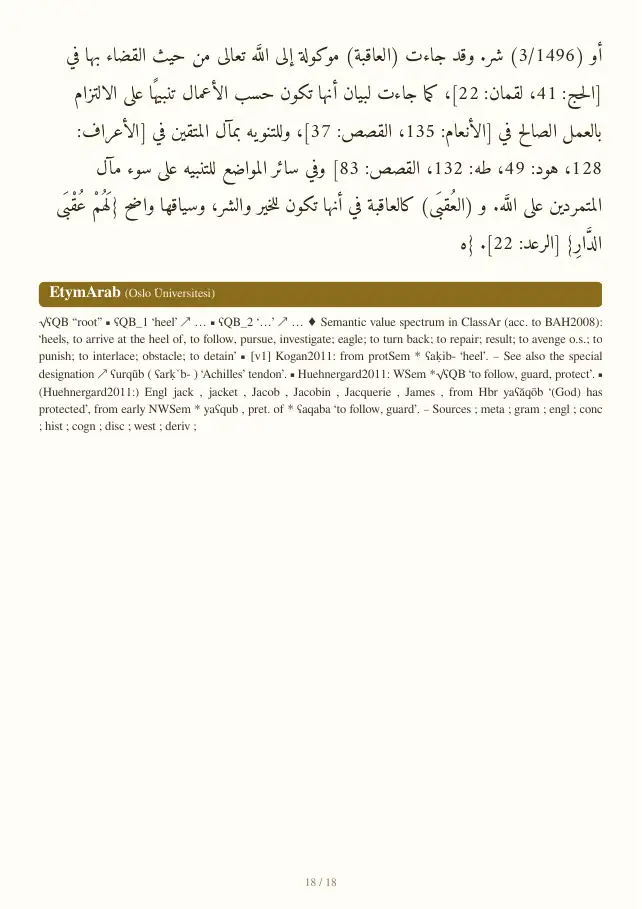 أو (3/1496) شر. وقد جاءت (العاقبة) موكولة إلى الله تعالى من حيث القضاء بها في
[الحج: 41، لقمان: 22]، كما جاءت لبيان أنها تكون حسب الأعمال تنبيهًا على الالتزام
بالعمل الصالح في [الأنعام: 135، القصص: 37]، وللتنويه بمآل المتقين في [الأعراف:
128، هود: 49، طه: 132، القصص: 83] وفي سائر المواضع للتنبيه على سوء مآل
المتمردين على الله. و (العُقبَى) كالعاقبة في أنها تكون للخير والشر، وسياقها واضح {لَهُمْ عُقْبَى
الدَّارِ} [الرعد: 22]. {ه
EtymArab (Oslo Üniversitesi)
√ʕQB “root” ▪ ʕQB_1 ‘heel’ ↗ … ▪ ʕQB_2 ‘…’ ↗ … ♦ Semantic value spectrum in ClassAr (acc. to BAH2008):
‘heels, to arrive at the heel of, to follow, pursue, investigate; eagle; to turn back; to repair; result; to avenge o.s.; to
punish; to interlace; obstacle; to detain’ ▪ [v1] Kogan2011: from protSem * ʕaḳib- ‘heel’. – See also the special
designation ↗ ʕurqūb ( ʕarḳ˘b- ) ‘Achilles’ tendon’. ▪ Huehnergard2011: WSem *√ʕQB ‘to follow, guard, protect’. ▪
(Huehnergard2011:) Engl jack , jacket , Jacob , Jacobin , Jacquerie , James , from Hbr yaʕăqōb ‘(God) has
protected’, from early NWSem * yaʕqub , pret. of * ʕaqaba ‘to follow, guard’. – Sources ; meta ; gram ; engl ; conc
; hist ; cogn ; disc ; west ; deriv ;
18 / 18